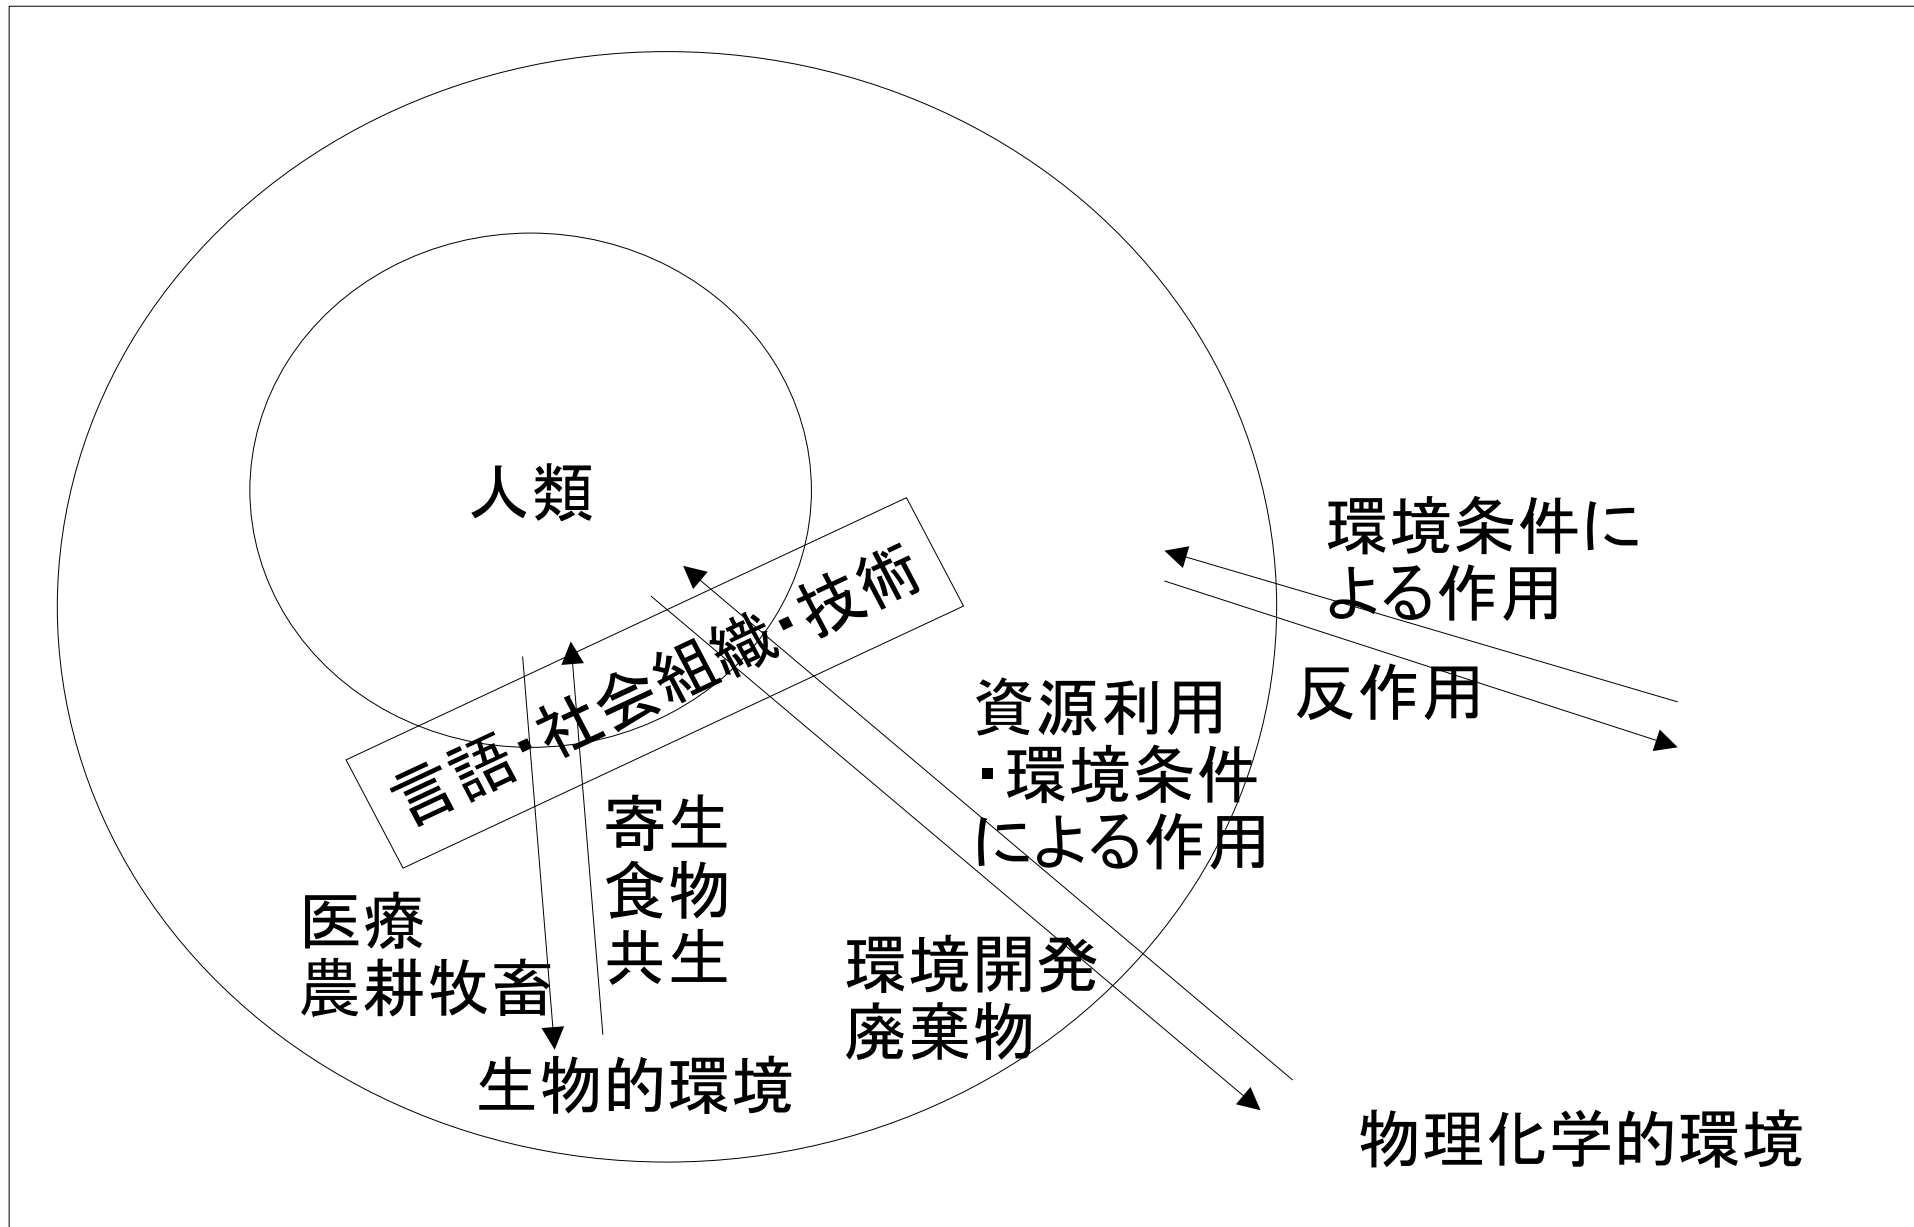 人類
言語・社会組織・技術
環境条件に
よる作用
反作用
資源利用
・環境条件
による作用
寄生
食物
共生
医療
農耕牧畜
環境開発
廃棄物
生物的環境
物理化学的環境